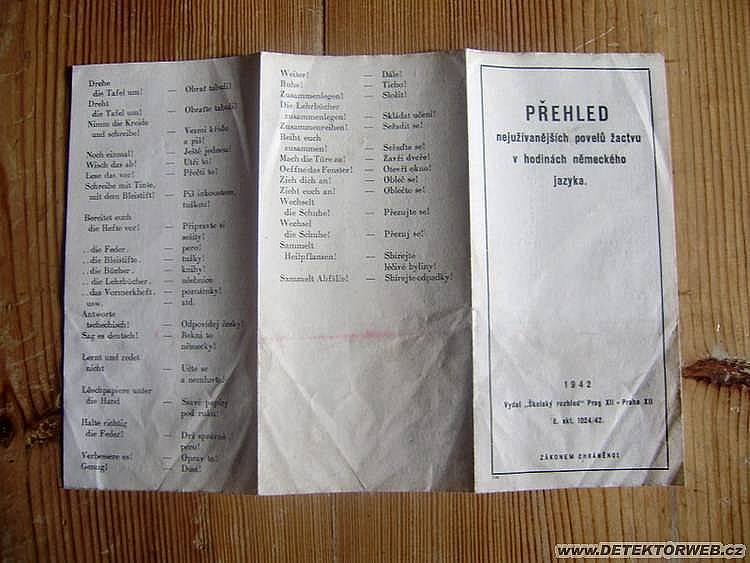 Drehe
die Tafel um! — Obrať tabuli!
Dreht
die Tafel um! — Obraťte tabuli!
Nimm die Kreide
und schreibe! — Vezmi křídu
a piš!
Noch einmal! — Ještě jednou!
Wisch das ab! — Utři to!
Lese das vor! — Přečti to!
Schreibe mit Tinte,
mit dem Bleistift! — Piš inkoustem,
tužkou!
Bereitet euch
die Hefte vor! — Připravte si
sešity!
..die Feder. — pero!
..die Bleistifte. — tužky!
..die Bücher. — knihy!
..die Lehrbücher. — učebnice
..das Vormerkheft. — poznámky!
usw. — atd.
Antworte
tschechisch! — Odpovídej česky!
Sag es deutsch! — Řekni to
německy!
Lernt und redet
nicht — Učte se
a nemluvte!
Löschpapiere unter
die Hand — Savé papíry
pod ruku!
Halte richtig
die Feder! — Drž správně
pero!
Verbessere es! — Oprav to!
Genug! — Dost!
Weiter! — Dále!
Ruhe! — Ticho!
Zusammenlegen! — Složit!
Die Lehrbücher
zusammenlegen! — Skládat učení!
Zusammenreihen! — Seřadit se!
Reiht euch
zusammen! — Seřaďte se!
Mach die Türe zu! — Zavři dveře!
Oeffne das Fenster! — Otevři okno!
Zieh dich an! — Obleč se!
Zieht euch an! — Oblečte se!
Wechselt
die Schuhe! — Přezujte se!
Wechsel
die Schuhe! — Přezuj se!
Sammelt
Heilpflansen! — Sbírejte
léčivé byliny!
Sammelt Abfälle! — Sbírejte odpadky!
PŘEHLED
nejužívanějších povelů žactvu
v hodinách německého
jazyka.
1942
Vydal „Školský rozhled" Prag XII - Praha XII
č. skl. 1024/42.
ZÁKONEM CHRÁNĚNO!
www.DETEKTORWEB.cz